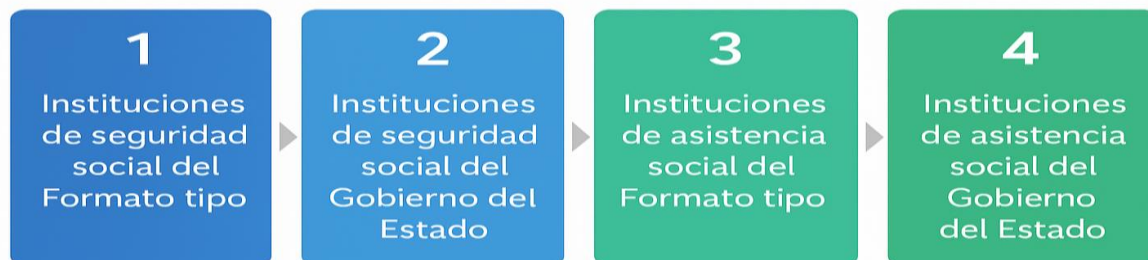 1
Instituciones
de seguridad
social del
Formato tipo
2
Instituciones
de seguridad
social del
Gobierno del
Estado
3
Instituciones
de asistencia
social del
Formato tipo
4
Instituciones
de asistencia
social del
Gobierno
del Estado